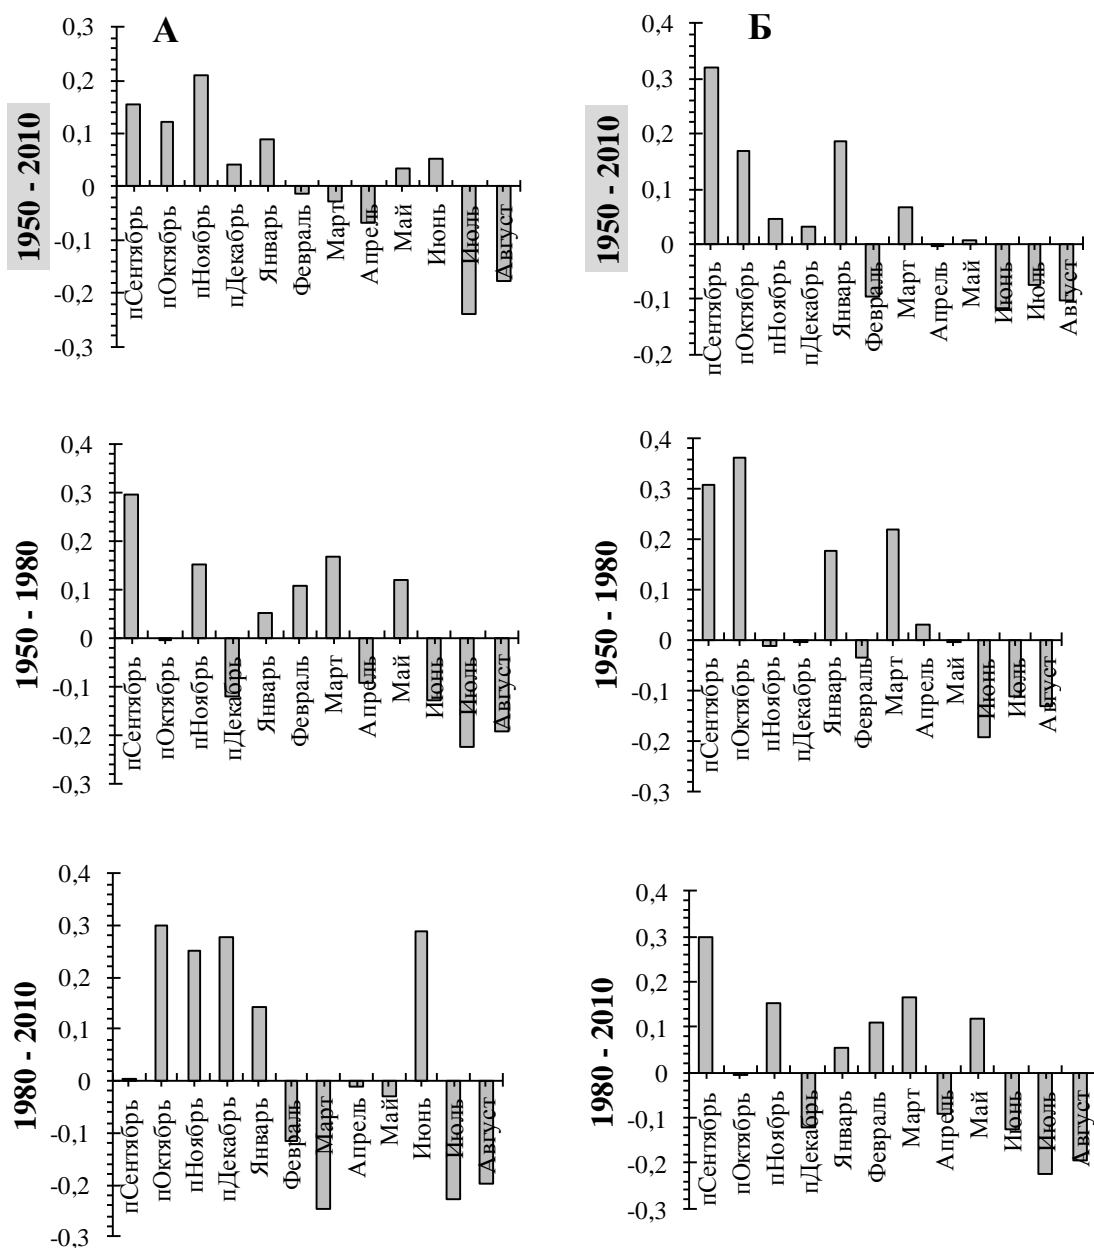 А
1950 - 2010
0,3
0,2
0,1
0
-0,1
-0,2
-0,3
пСентябрь
пОктябрь
пНоябрь
пДекабрь
Январь
Февраль
Март
Апрель
Май
Июнь
Июль
Август
Б
1950 - 2010
0,4
0,3
0,2
0,1
0
-0,1
-0,2
пСентябрь
пОктябрь
пНоябрь
пДекабрь
Январь
Февраль
Март
Апрель
Май
Июнь
Июль
Август
1950 - 1980
0,4
0,3
0,2
0,1
0
-0,1
-0,2
-0,3
пСентябрь
пОктябрь
пНоябрь
пДекабрь
Январь
Февраль
Март
Апрель
Май
Июнь
Июль
Август
1950 - 1980
0,4
0,3
0,2
0,1
0
-0,1
-0,2
-0,3
пСентябрь
пОктябрь
пНоябрь
пДекабрь
Январь
Февраль
Март
Апрель
Май
Июнь
Июль
Август
1980 - 2010
0,4
0,3
0,2
0,1
0
-0,1
-0,2
-0,3
пСентябрь
пОктябрь
пНоябрь
пДекабрь
Январь
Февраль
Март
Апрель
Май
Июнь
Июль
Август
1980 - 2010
0,4
0,3
0,2
0,1
0
-0,1
-0,2
-0,3
пСентябрь
пОктябрь
пНоябрь
пДекабрь
Январь
Февраль
Март
Апрель
Май
Июнь
Июль
Август